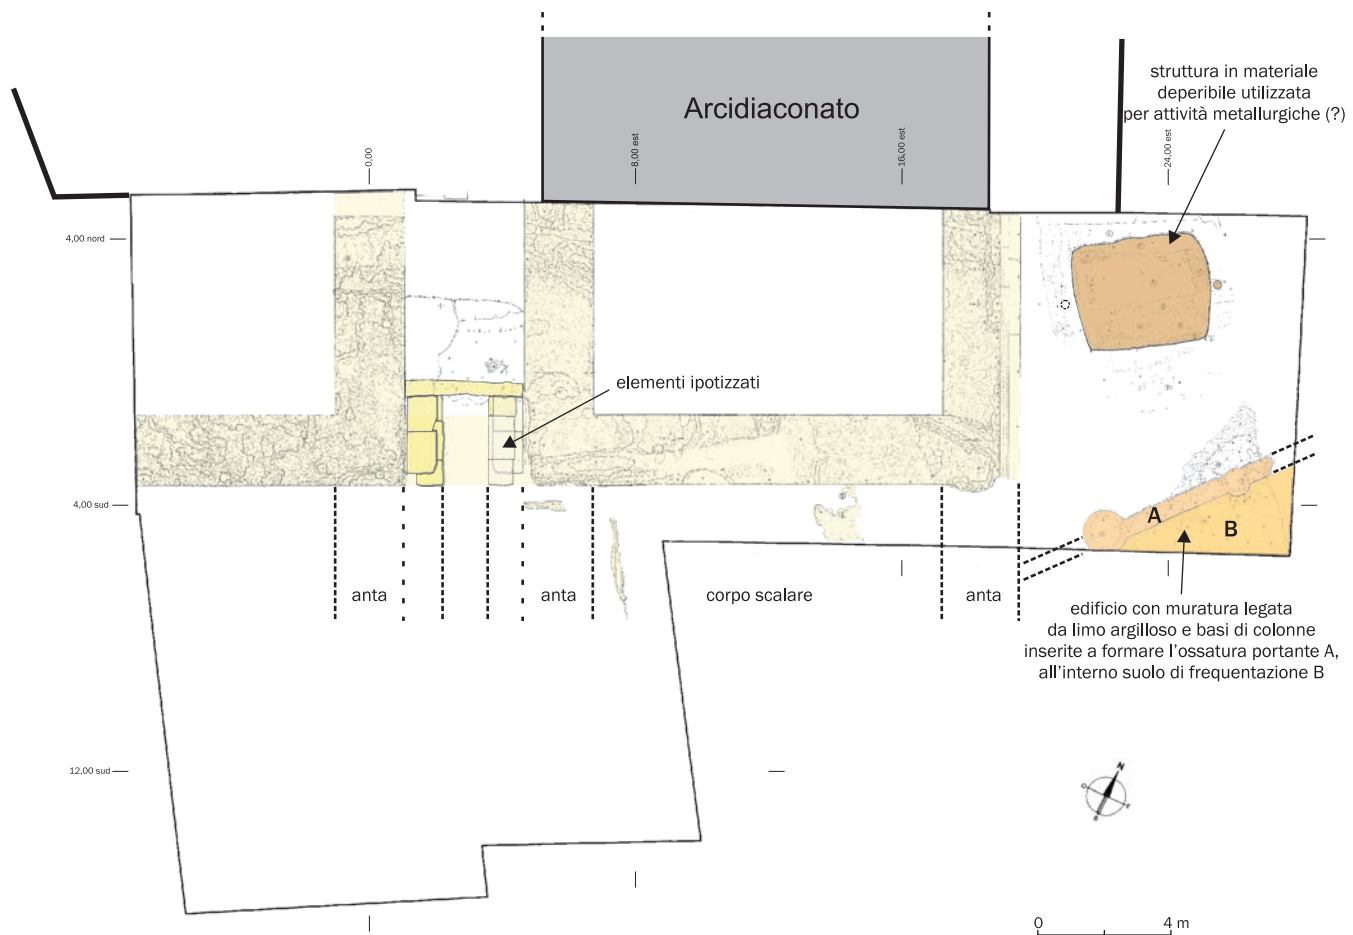 Arcidiaconato
struttura in materiale
deperibile utilizzata
per attività metallurgiche (?)
0,00
8,00 est
16,00 est
24,00 est
4,00 nord
elementi ipotizzati
4,00 sud
A
B
anta
anta
corpo scalare
anta
edificio con muratura legata
da limo argilloso e basi di colonne
inserite a formare l'ossatura portante A,
all'interno suolo di frequentazione B
12,00 sud
N
O
E
S
0
4 m